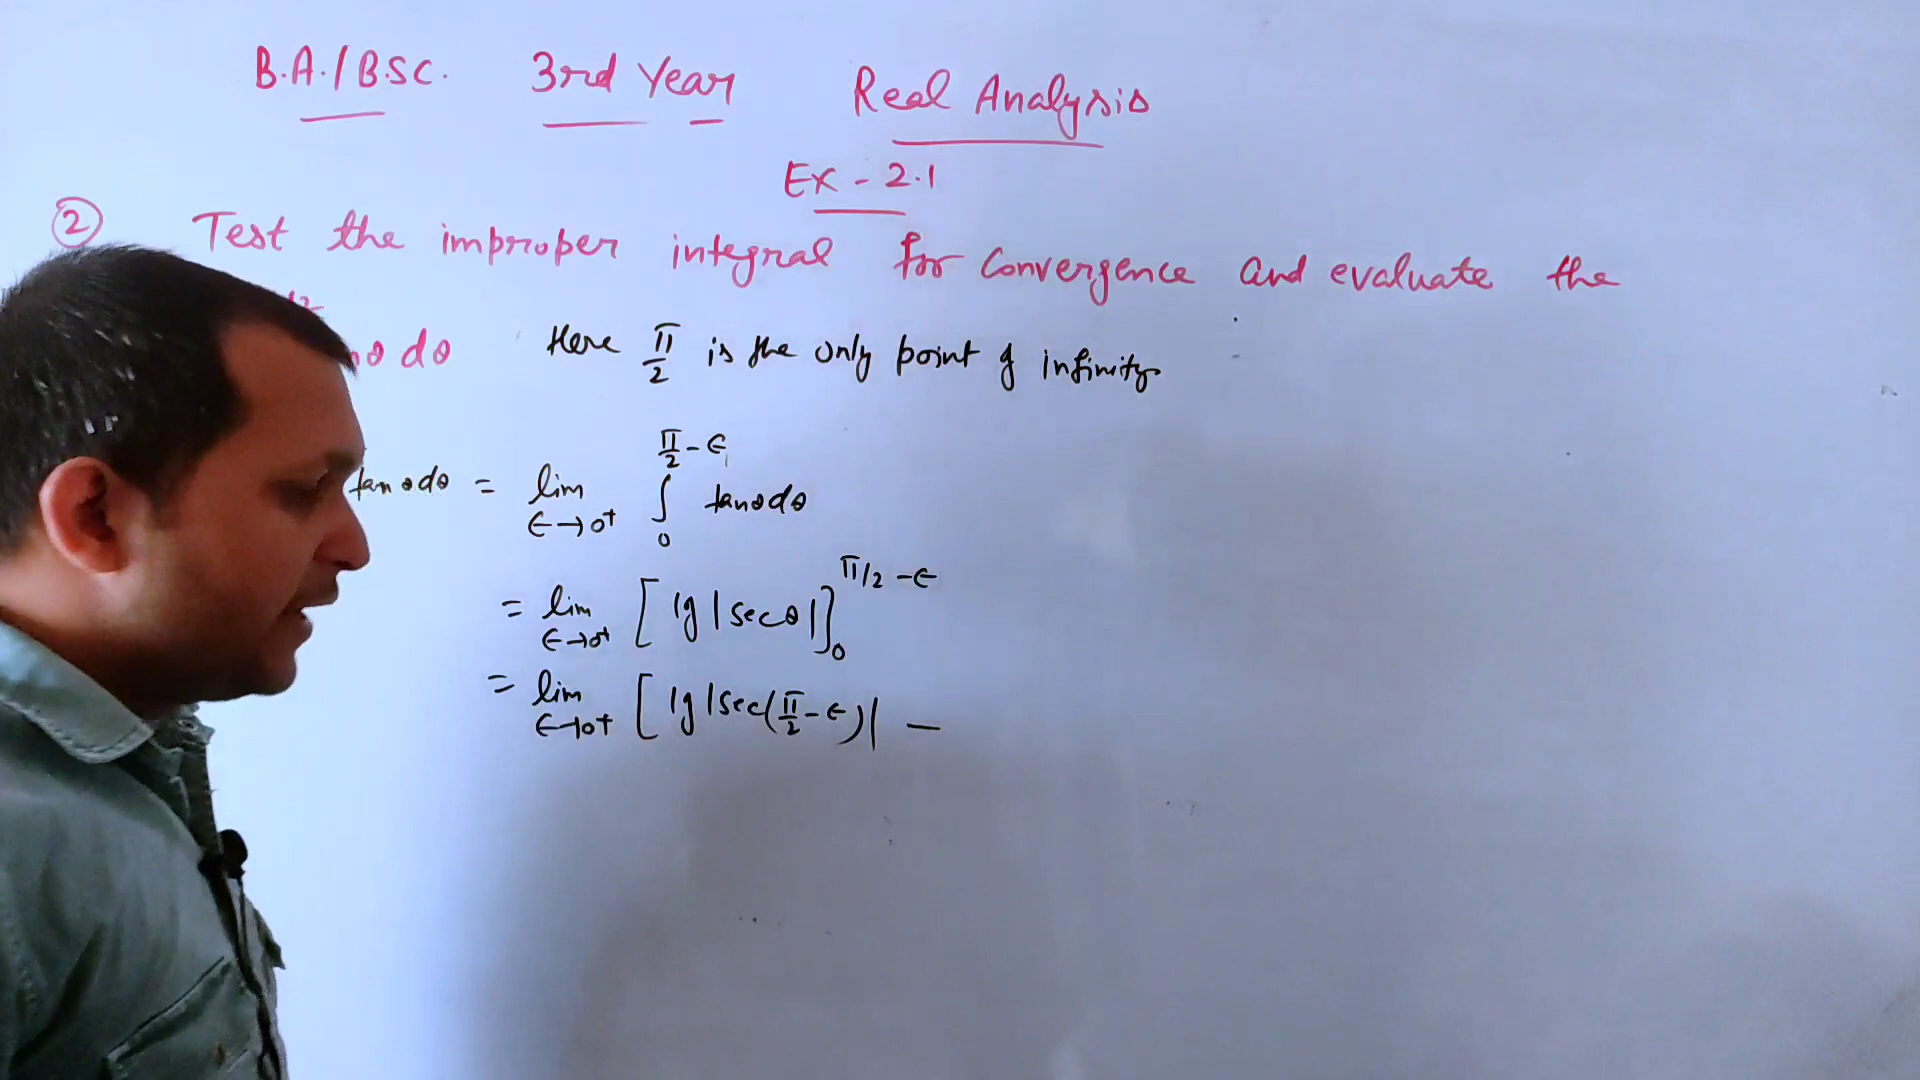 B.A./B.SC. 3rd Year Real Analysis
Ex - 2.1
② Test the improper integral for convergence and evaluate the
dθ Here π/2 is the only point of infinity
tanθdθ = lim ε→0+ ∫₀^{π/2-ε} tanθdθ
= lim ε→0+ [lg|secθ|]₀^{π/2-ε}
= lim ε→0+ [lg|sec(π/2-ε)| —